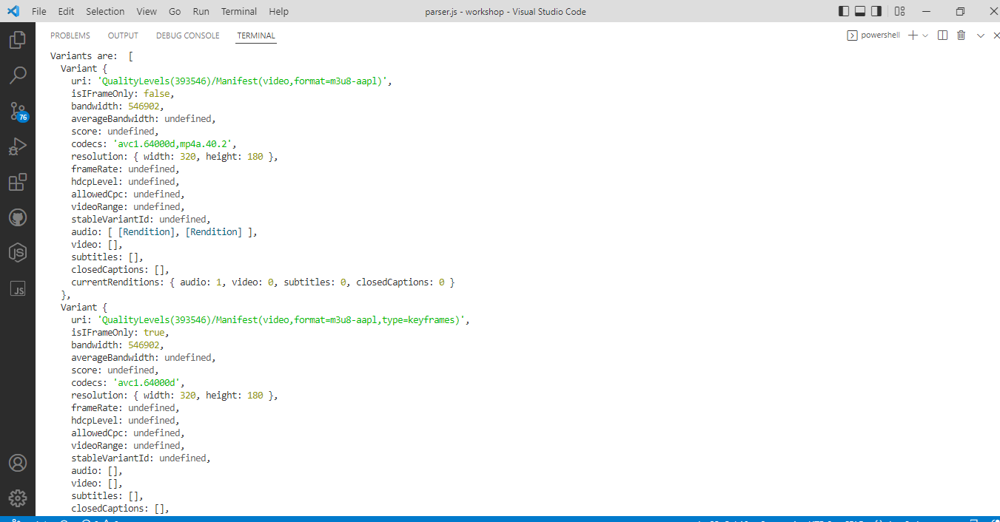 File Edit Selection View Go Run Terminal Help parser.js - workshop - Visual Studio Code
PROBLEMS OUTPUT DEBUG CONSOLE TERMINAL powershell
Variants are:  [
  Variant {
    uri: 'QualityLevels(393546)/Manifest(video,format=m3u8-aapl)',
    isIFrameOnly: false,
    bandwidth: 546902,
    averageBandwidth: undefined,
    score: undefined,
    codecs: 'avc1.64000d,mp4a.40.2',
    resolution: { width: 320, height: 180 },
    frameRate: undefined,
    hdcpLevel: undefined,
    allowedCpc: undefined,
    videoRange: undefined,
    stableVariantId: undefined,
    audio: [ [Rendition], [Rendition] ],
    video: [],
    subtitles: [],
    closedCaptions: [],
    currentRenditions: { audio: 1, video: 0, subtitles: 0, closedCaptions: 0 }
  },
  Variant {
    uri: 'QualityLevels(393546)/Manifest(video,format=m3u8-aapl,type=keyframes)',
    isIFrameOnly: true,
    bandwidth: 546902,
    averageBandwidth: undefined,
    score: undefined,
    codecs: 'avc1.64000d',
    resolution: { width: 320, height: 180 },
    frameRate: undefined,
    hdcpLevel: undefined,
    allowedCpc: undefined,
    videoRange: undefined,
    stableVariantId: undefined,
    audio: [],
    video: [],
    subtitles: [],
    closedCaptions: [],
76
JS
JS